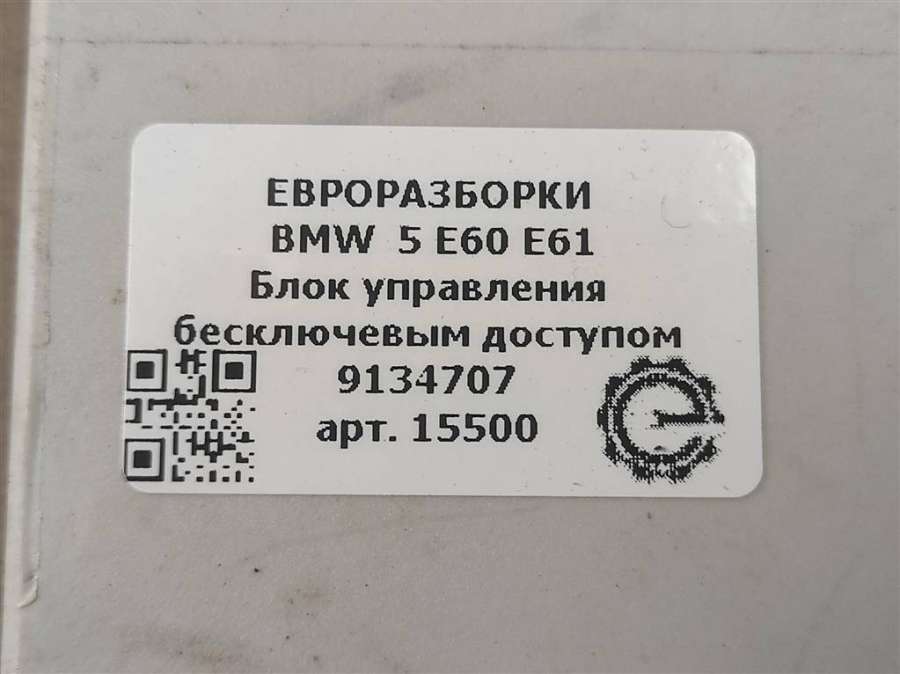 ЕВРОРАЗБОРКИ
BMW 5 E60 E61
Блок управления
бесключевым доступом
9134707
арт. 15500